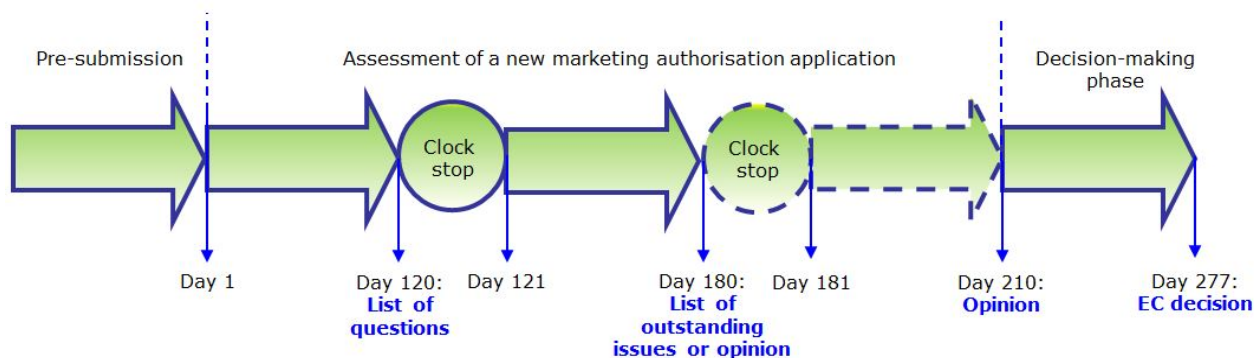 Pre-submission
Assessment of a new marketing authorisation application
Decision-making
phase
Clock
stop
Clock
stop
Day 1
Day 120:
List of
questions
Day 121
Day 180:
List of
outstanding
issues or opinion
Day 181
Day 210:
Opinion
Day 277:
EC decision